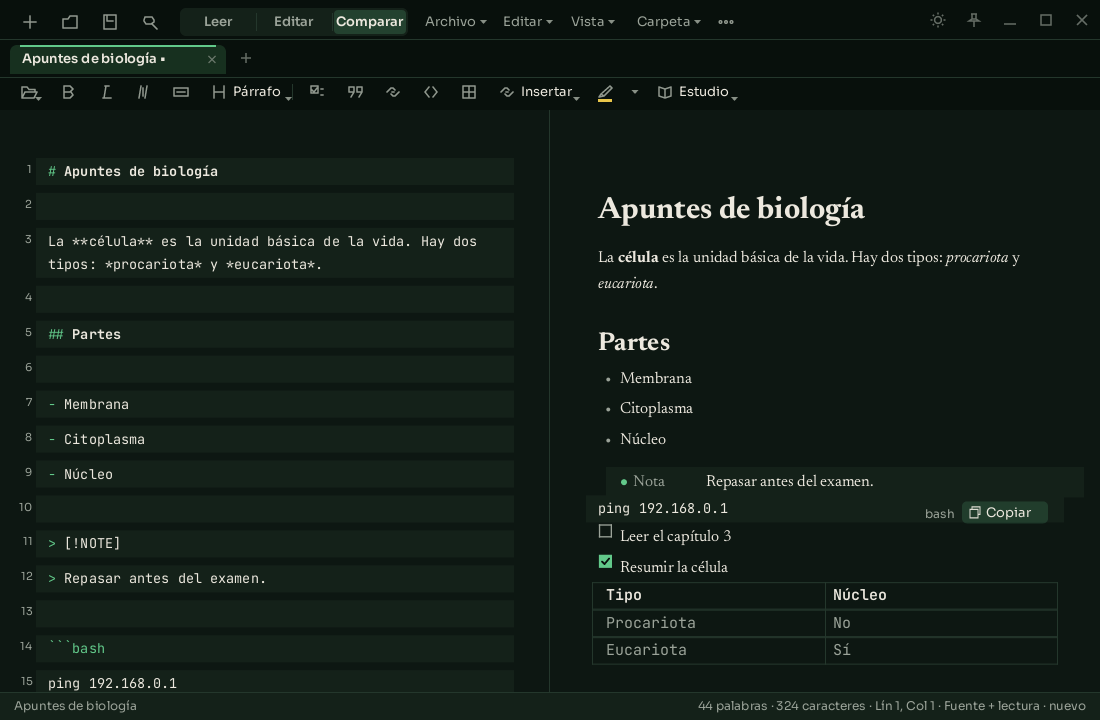 Leer Editar Comparar Archivo Editar Vista Carpeta
Apuntes de biología •
Párrafo Insertar Estudio
1 # Apuntes de biología
2
3 La **célula** es la unidad básica de la vida. Hay dos
tipos: *procariota* y *eucariota*.
4
5 ## Partes
6
7 - Membrana
8 - Citoplasma
9 - Núcleo
10
11 > [!NOTE]
12 > Repasar antes del examen.
13
14 ```bash
15 ping 192.168.0.1
Apuntes de biología
La célula es la unidad básica de la vida. Hay dos tipos: procariota y
eucariota.
Partes
• Membrana
• Citoplasma
• Núcleo
Nota Repasar antes del examen.
ping 192.168.0.1 bash Copiar
Leer el capítulo 3
Resumir la célula
Tipo Núcleo
Procariota No
Eucariota Sí
Apuntes de biología 44 palabras · 324 caracteres · Lín 1, Col 1 · Fuente + lectura · nuevo